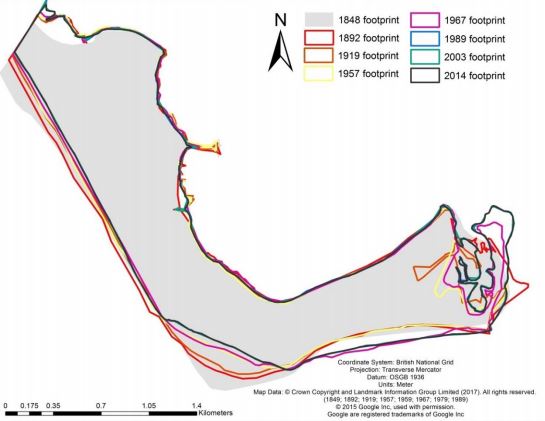 N
1848 footprint
1892 footprint
1919 footprint
1957 footprint
1967 footprint
1989 footprint
2003 footprint
2014 footprint
Coordinate System: British National Grid
Projection: Transverse Mercator
Datum: OSGB 1936
Units: Meter
Map Data: © Crown Copyright and Landmark Information Group Limited (2017). All rights reserved.
(1849; 1892; 1919; 1957; 1959; 1967; 1979; 1989)
© 2015 Google Inc, used with permission.
Google are registered trademarks of Google Inc
0 0.175 0.35 0.7 1.05 1.4
Kilometers